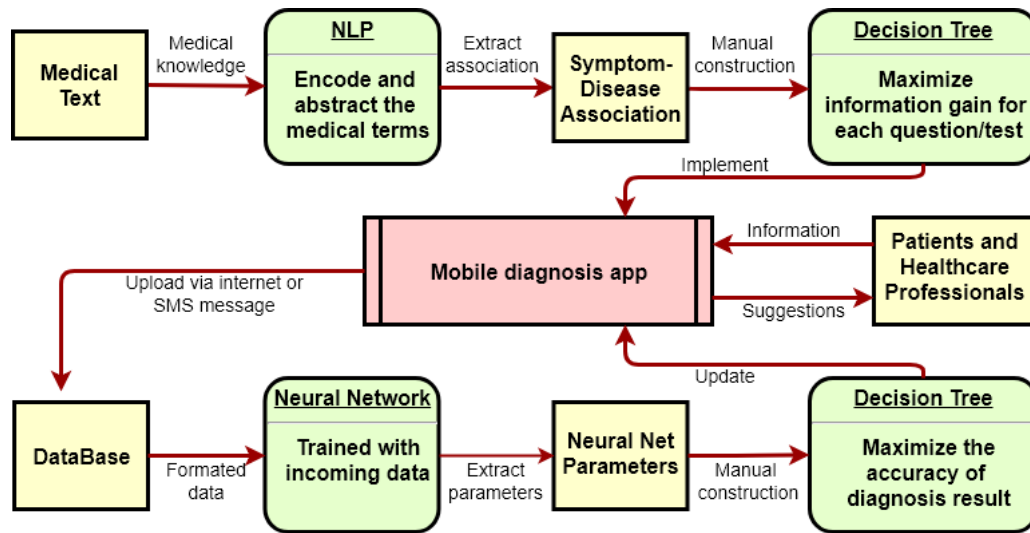 Medical
Text
Medical
knowledge
NLP
Encode and
abstract the
medical terms
Extract
association
Symptom-
Disease
Association
Manual
construction
Decision Tree
Maximize
information gain for
each question/test
Implement
Mobile diagnosis app
Information
Suggestions
Patients and
Healthcare
Professionals
Upload via internet or
SMS message
Update
DataBase
Formated
data
Neural Network
Trained with
incoming data
Extract
parameters
Neural Net
Parameters
Manual
construction
Decision Tree
Maximize the
accuracy of
diagnosis result